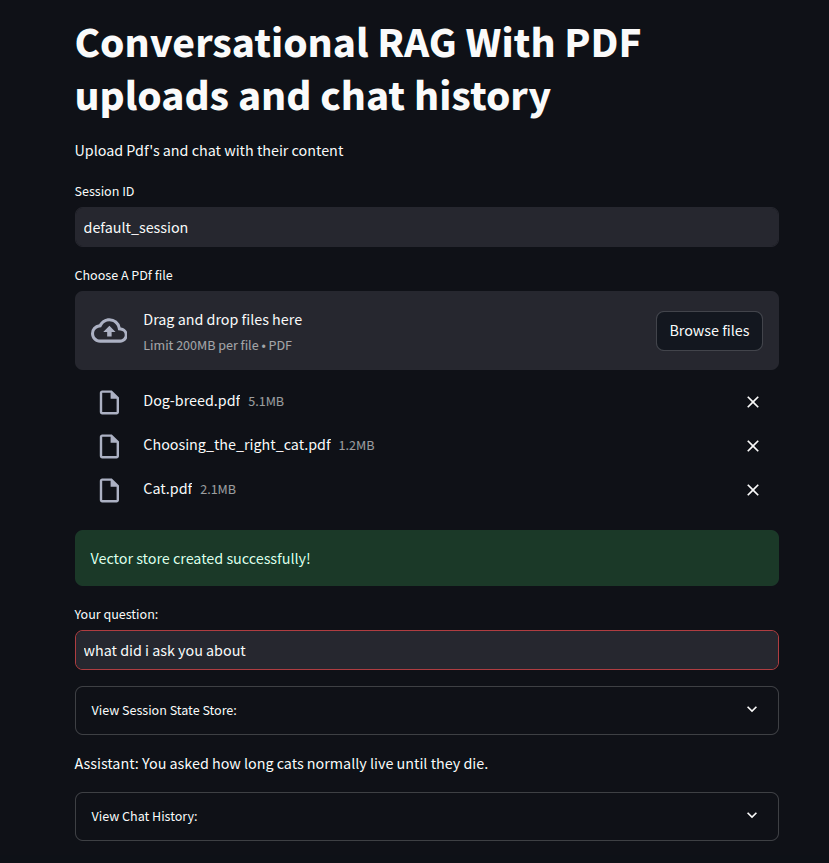 Conversational RAG With PDF
uploads and chat history
Upload Pdf's and chat with their content
Session ID
default_session
Choose A PDf file
Drag and drop files here
Limit 200MB per file • PDF
Browse files
Dog-breed.pdf 5.1MB
Choosing_the_right_cat.pdf 1.2MB
Cat.pdf 2.1MB
Vector store created successfully!
Your question:
what did i ask you about
View Session State Store:
Assistant: You asked how long cats normally live until they die.
View Chat History: